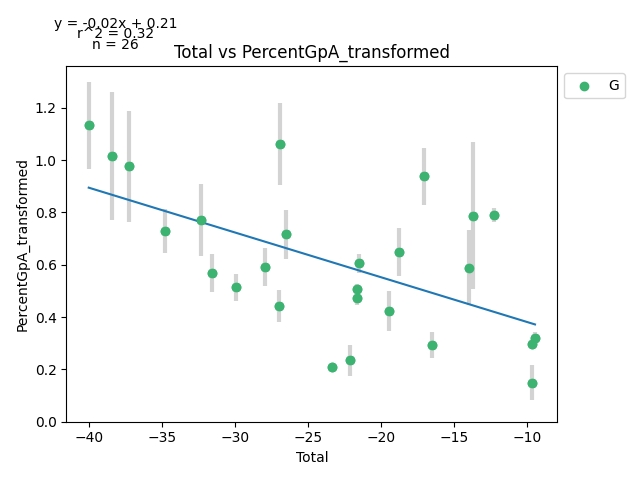 y = -0.02x + 0.21
r^2 = 0.32
n = 26
Total vs PercentGpA_transformed
G
PercentGpA_transformed
1.2
1.0
0.8
0.6
0.4
0.2
0.0
−40
−35
−30
−25
−20
−15
−10
Total